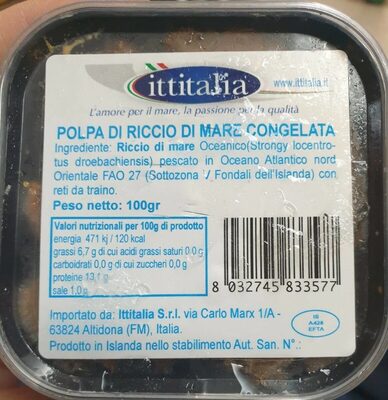 ittitalia
www.ittitalia.it
L'amore per il mare, la passione per la qualità
POLPA DI RICCIO DI MARE CONGELATA
Ingrediente: Riccio di mare Oceanico(Strongy locentro-
tus droebachiensis) pescato in Oceano Atlantico nord
Orientale FAO 27 (Sottozona V Fondali dell'Islanda) con
reti da traino.
Peso netto: 100gr
Valori nutrizionali per 100g di prodotto
energia 471 kj / 120 kcal
grassi 6,7 g di cui acidi grassi saturi 0,0 g
carboidrati 0,0 g di cui zuccheri 0,0 g
proteine 13,1 g
sale 1,0g
8 032745 833577
Importato da: Ittitalia S.r.l. via Carlo Marx 1/A -
63824 Altidona (FM), Italia.
Prodotto in Islanda nello stabilimento Aut. San. N°.:
IS
A428
EFTA